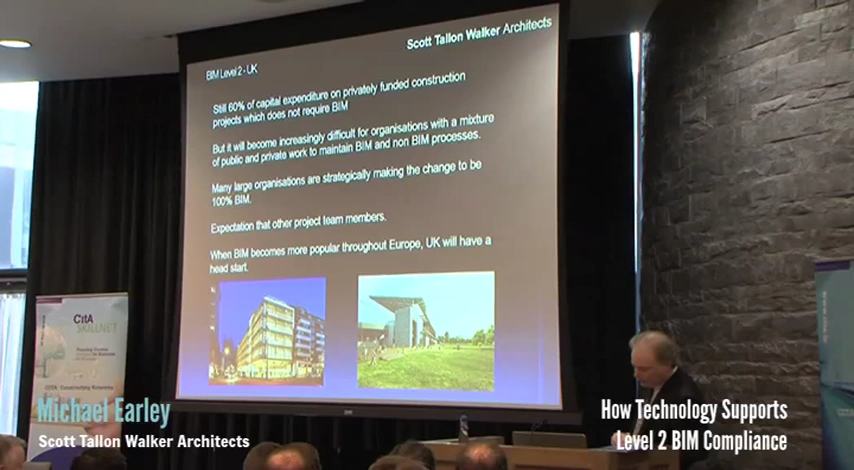 Scott Tallon Walker Architects
BIM Level 2 - UK
Still 60% of capital expenditure on privately funded construction
projects which does not require BIM
But it will become increasingly difficult for organisations with a mixture
of public and private work to maintain BIM and non BIM processes.
Many large organisations are strategically making the change to be
100% BIM.
Expectation that other project team members.
When BIM becomes more popular throughout Europe, UK will have a
head start.
CitA
SKILLNET
Michael Earley
Scott Tallon Walker Architects
How Technology Supports
Level 2 BIM Compliance